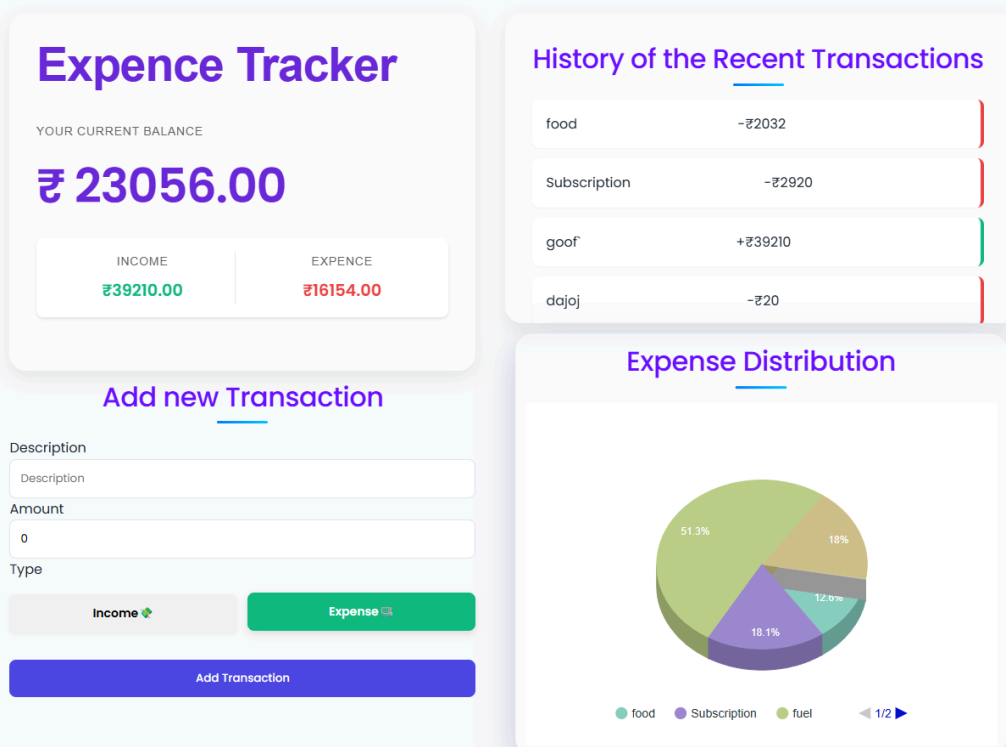 Expence Tracker
YOUR CURRENT BALANCE
₹ 23056.00
INCOME
₹39210.00
EXPENCE
₹16154.00
Add new Transaction
Description
Description
Amount
0
Type
Income 💸
Expense
Add Transaction
History of the Recent Transactions
food -₹2032
Subscription -₹2920
goof` +₹39210
dajoj -₹20
Expense Distribution
51.3%
18%
12.6%
18.1%
food
Subscription
fuel
1/2